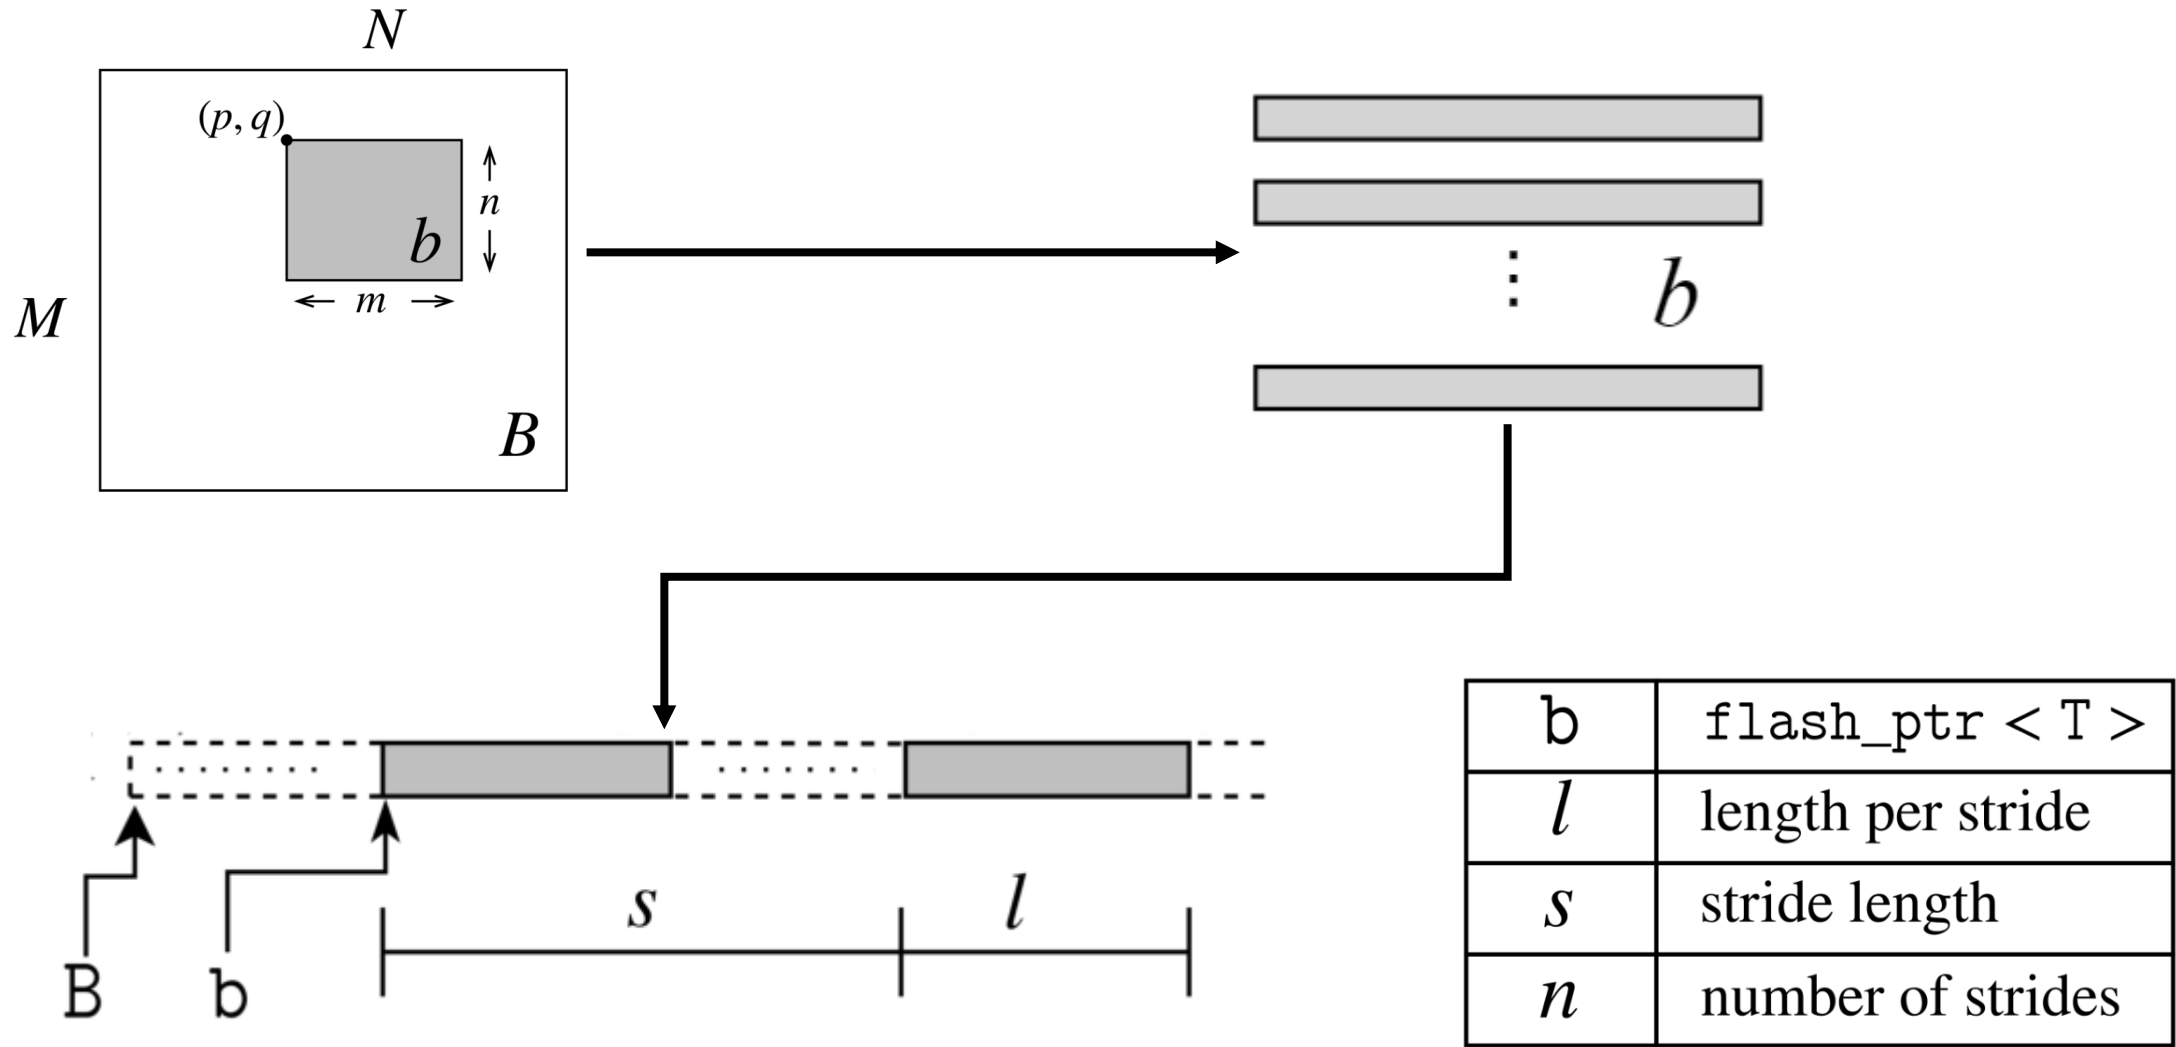 N
(p, q)
n
b
m
M
B
b
s
l
B
b
b flash_ptr < T >
l length per stride
s stride length
n number of strides